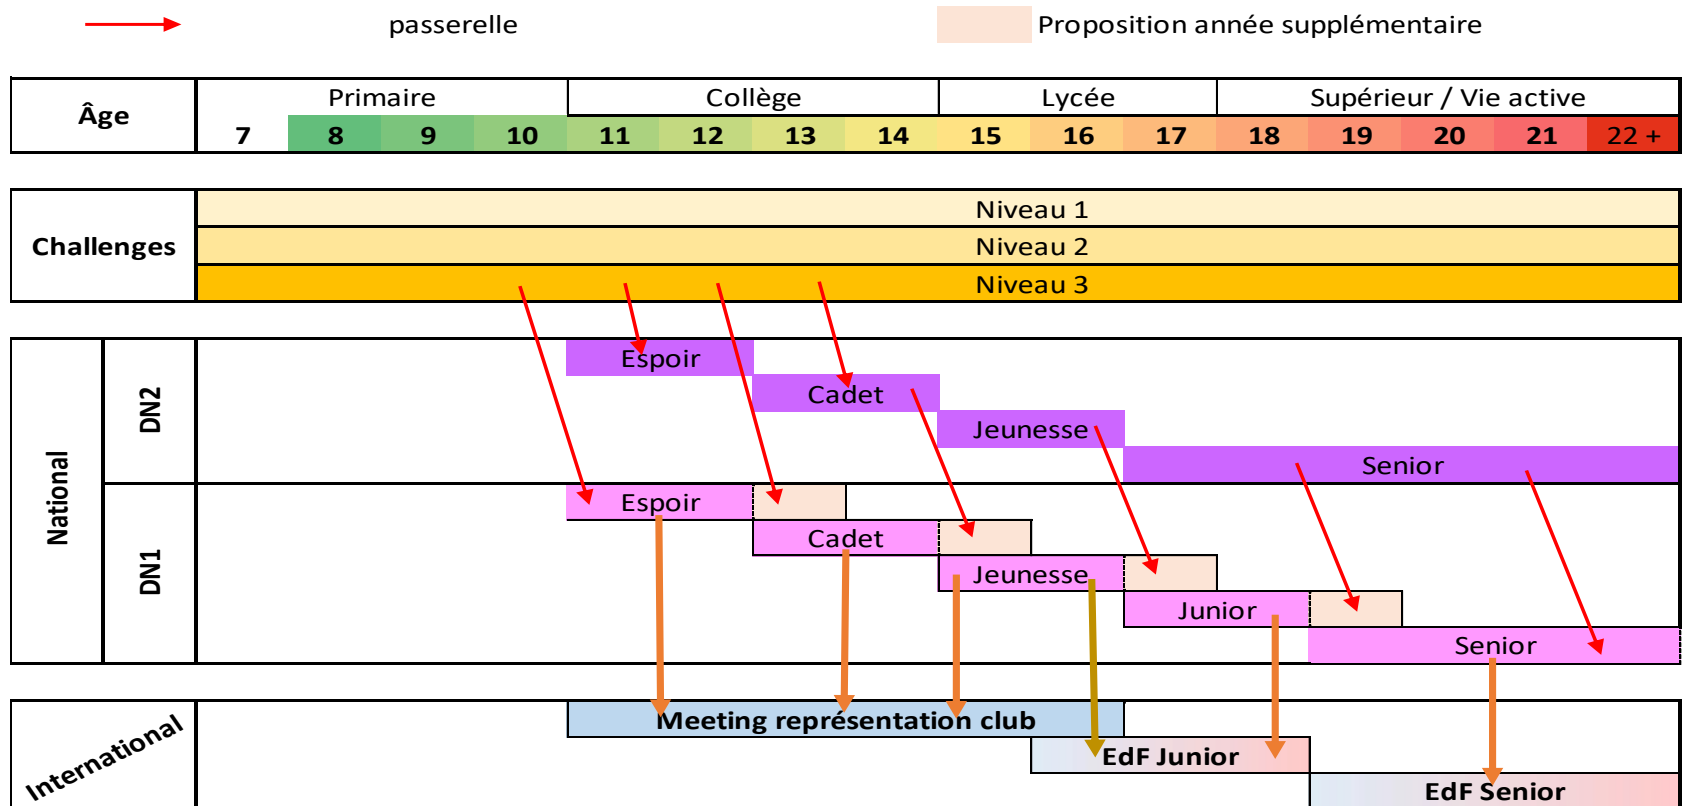 passerelle
Proposition année supplémentaire
Âge
Primaire Collège Lycée Supérieur / Vie active
7 8 9 10 11 12 13 14 15 16 17 18 19 20 21 22 +
Challenges
Niveau 1
Niveau 2
Niveau 3
National
DN2
Espoir
Cadet
Jeunesse
Senior
DN1
Espoir
Cadet
Jeunesse
Junior
Senior
International
Meeting représentation club
EdF Junior
EdF Senior